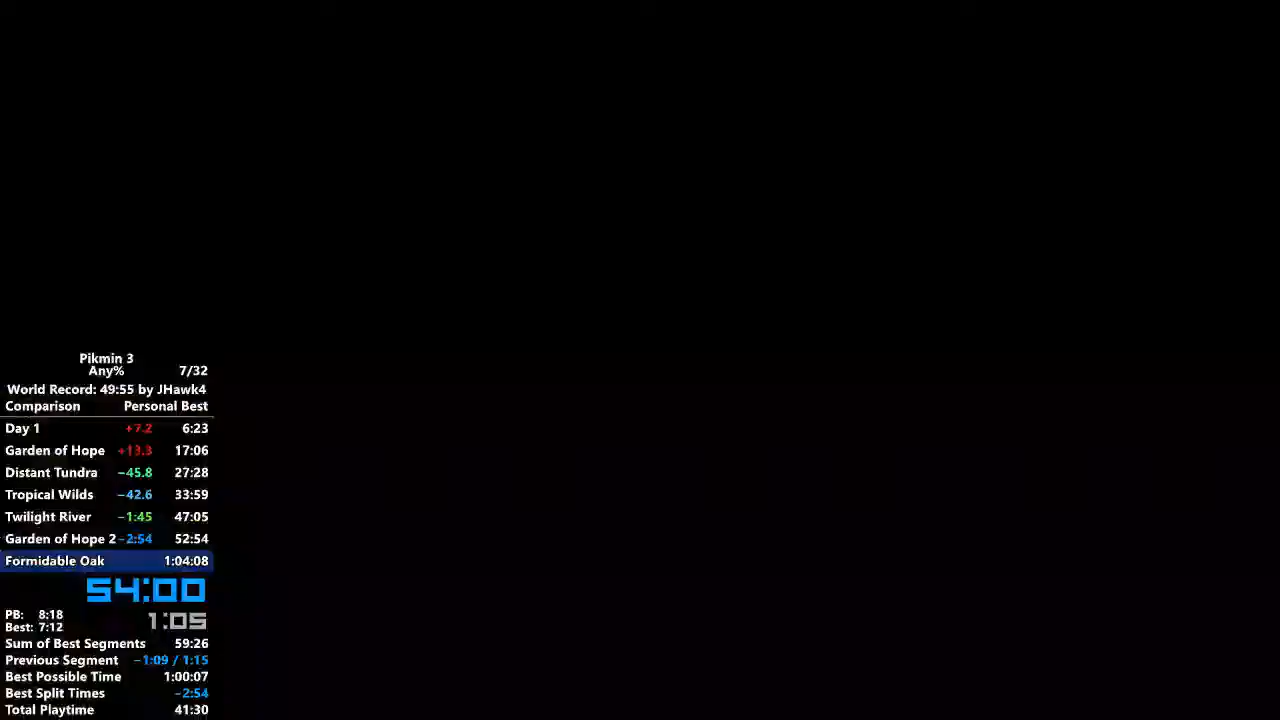 Pikmin 3
Any% 7/32
World Record: 49:55 by JHawk4
Comparison Personal Best
Day 1 +7.2 6:23
Garden of Hope +13.3 17:06
Distant Tundra −45.8 27:28
Tropical Wilds −42.6 33:59
Twilight River −1:45 47:05
Garden of Hope 2 −2:54 52:54
Formidable Oak 1:04:08
54:00
PB: 8:18 1:05
Best: 7:12
Sum of Best Segments 59:26
Previous Segment −1:09 / 1:15
Best Possible Time 1:00:07
Best Split Times −2:54
Total Playtime 41:30